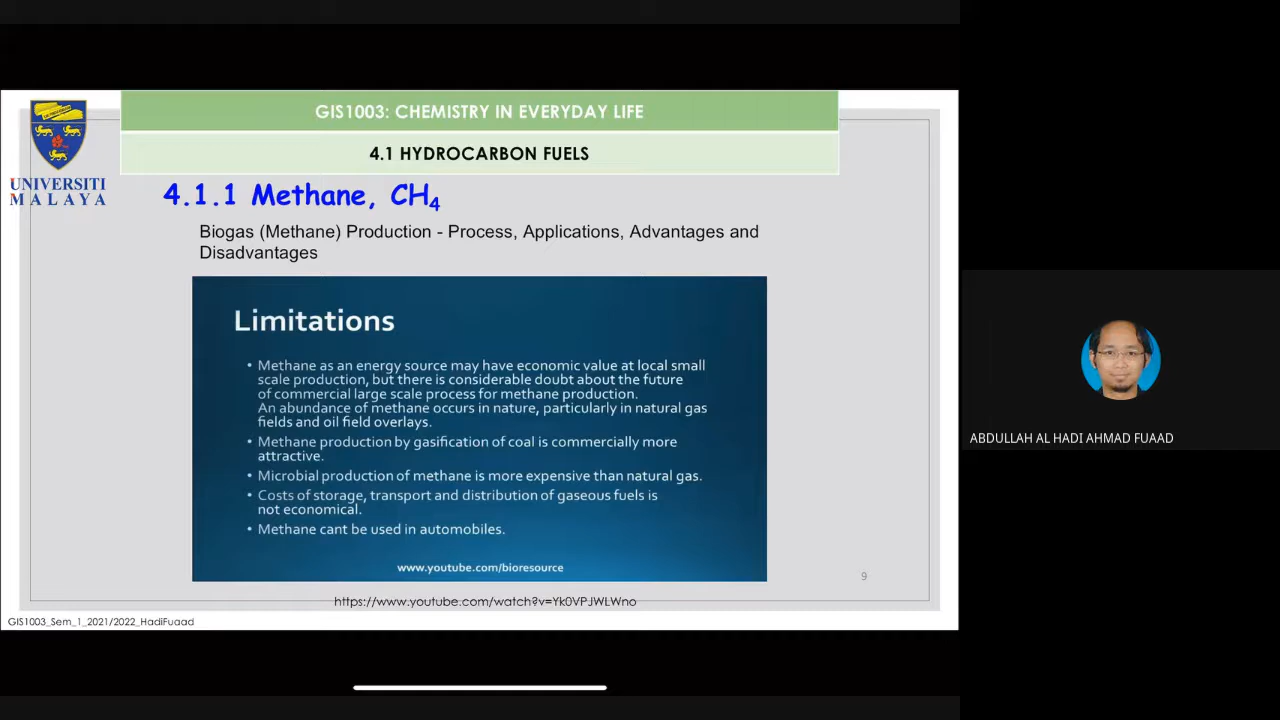 GIS1003: CHEMISTRY IN EVERYDAY LIFE
4.1 HYDROCARBON FUELS
UNIVERSITI
MALAYA
4.1.1 Methane, CH4
Biogas (Methane) Production - Process, Applications, Advantages and
Disadvantages
Limitations
• Methane as an energy source may have economic value at local small
scale production, but there is considerable doubt about the future
of commercial large scale process for methane production.
An abundance of methane occurs in nature, particularly in natural gas
fields and oil field overlays.
• Methane production by gasification of coal is commercially more
attractive.
• Microbial production of methane is more expensive than natural gas.
• Costs of storage, transport and distribution of gaseous fuels is
not economical.
• Methane cant be used in automobiles.
www.youtube.com/bioresource
9
https://www.youtube.com/watch?v=Yk0VPJWLWno
GIS1003_Sem_1_2021/2022_HadiFuaad
ABDULLAH AL HADI AHMAD FUAAD